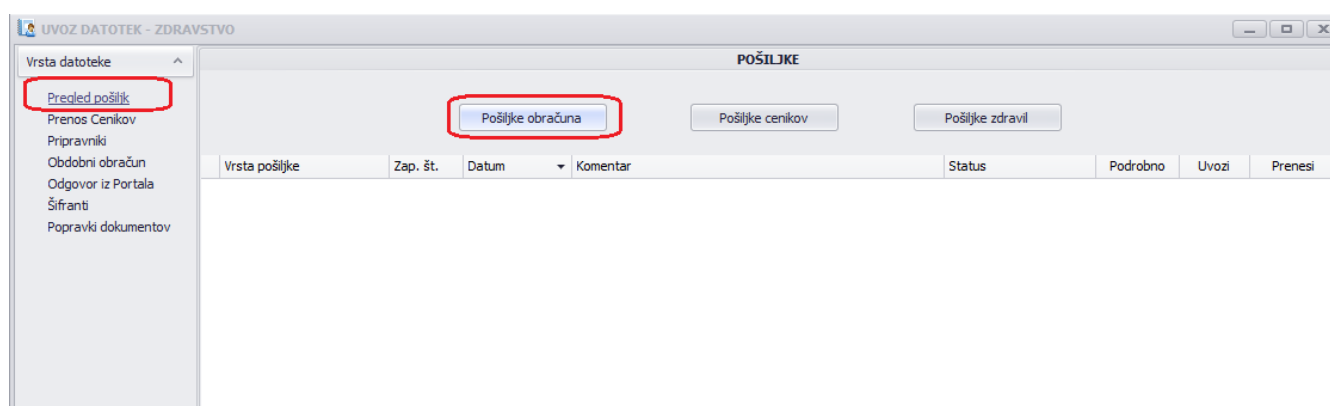 UVOZ DATOTEK - ZDRAVSTVO
Vrsta datoteke
POŠILJKE
Pregled pošiljk
Prenos Cenikov
Pripravniki
Obdobni obračun
Odgovor iz Portala
Šifranti
Popravki dokumentov
Pošiljke obračuna
Pošiljke cenikov
Pošiljke zdravil
Vrsta pošiljke Zap. št. Datum Komentar Status Podrobno Uvozi Prenesi